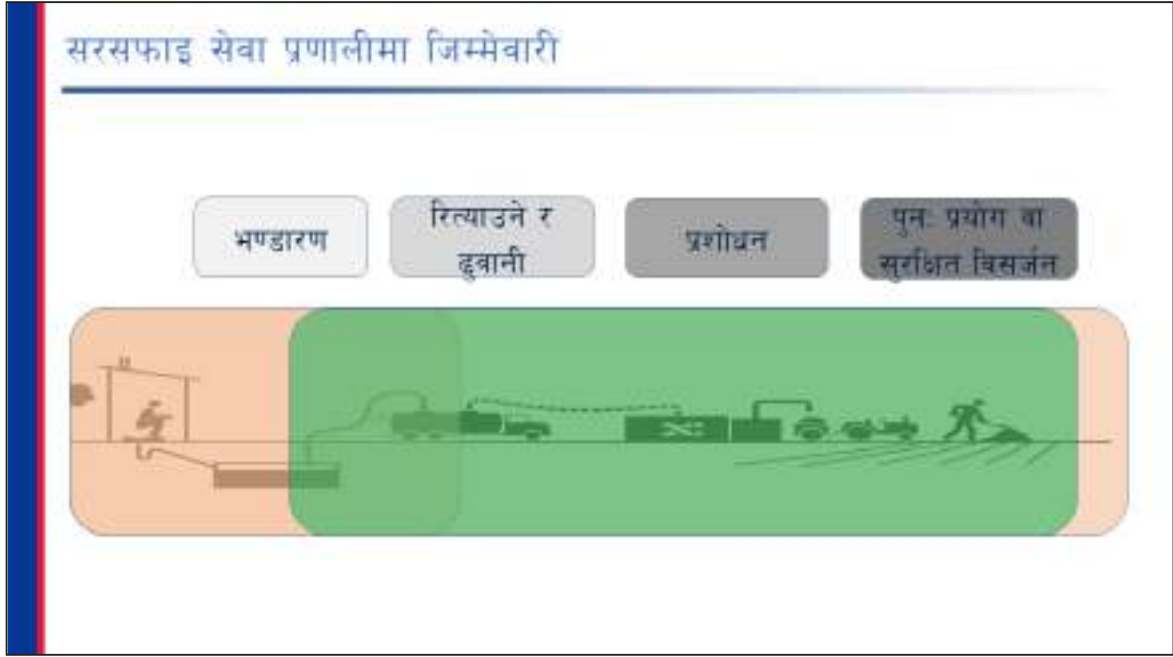 सरसफाइ सेवा प्रणालीमा जिम्मेवारी
भण्डारण
रित्याउने र
ढुवानी
प्रशोधन
पुनः प्रयोग वा
सुरक्षित विसर्जन